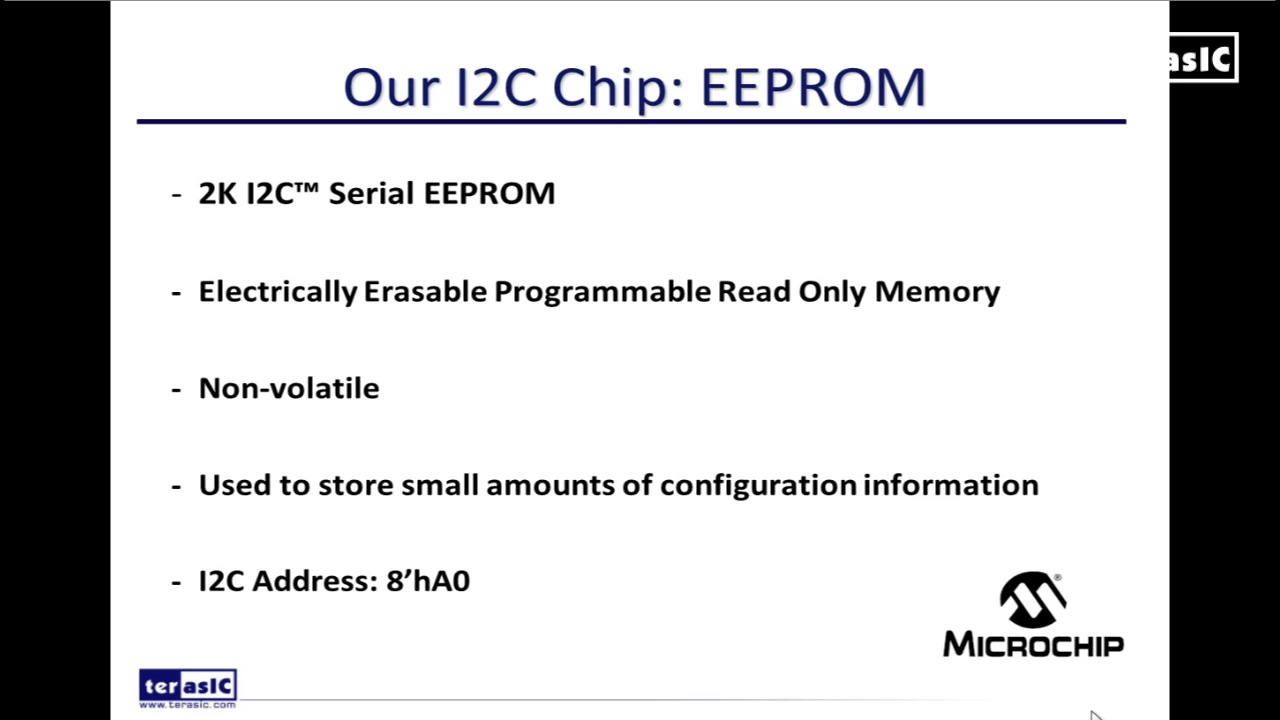 Our I2C Chip: EEPROM
asIC
- 2K I2C™ Serial EEPROM
- Electrically Erasable Programmable Read Only Memory
- Non-volatile
- Used to store small amounts of configuration information
- I2C Address: 8’hA0
MICROCHIP®
terasIC
www.terasic.com